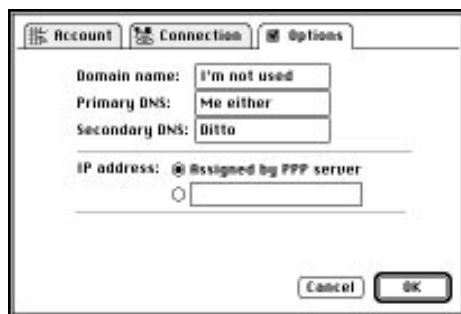 Account Connection Options
Domain name: I'm not used
Primary DNS: Me either
Secondary DNS: Ditto
IP address: Assigned by PPP server
Cancel OK